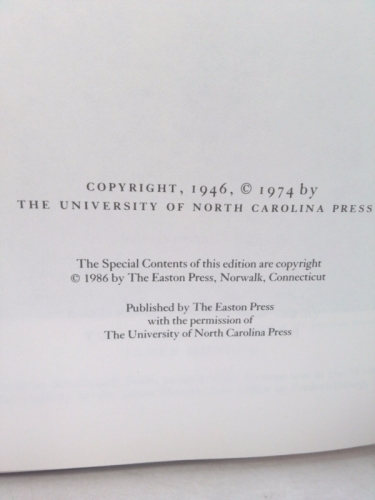 COPYRIGHT, 1946, © 1974 by
THE UNIVERSITY OF NORTH CAROLINA PRESS
The Special Contents of this edition are copyright
© 1986 by The Easton Press, Norwalk, Connecticut
Published by The Easton Press
with the permission of
The University of North Carolina Press